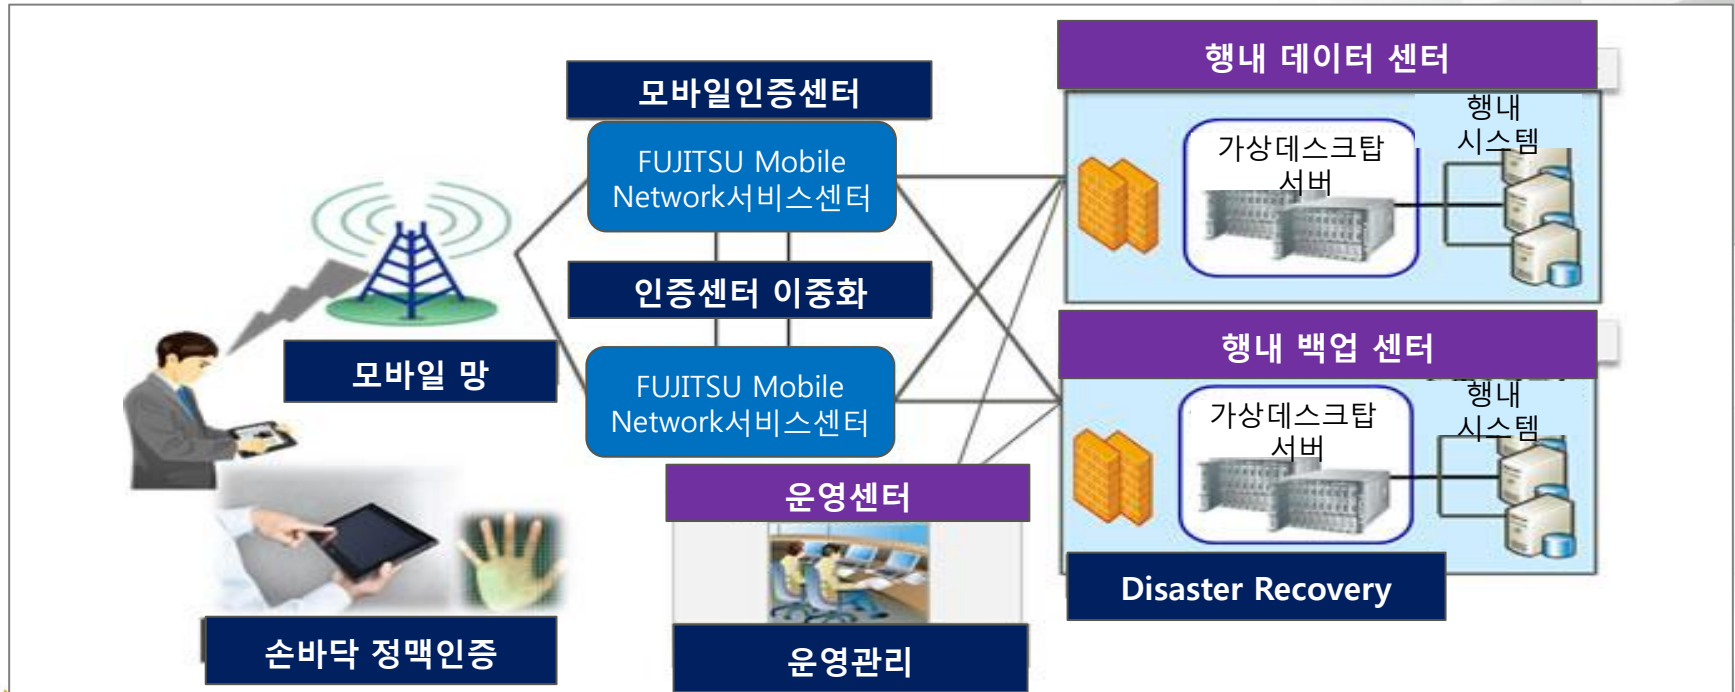 행내 데이터 센터
모바일인증센터
행내
시스템
가상데스크탑
서버
FUJITSU Mobile
Network서비스센터
인증센터 이중화
행내 백업 센터
모바일 망
FUJITSU Mobile
Network서비스센터
행내
시스템
가상데스크탑
서버
운영센터
Disaster Recovery
손바닥 정맥인증
운영관리